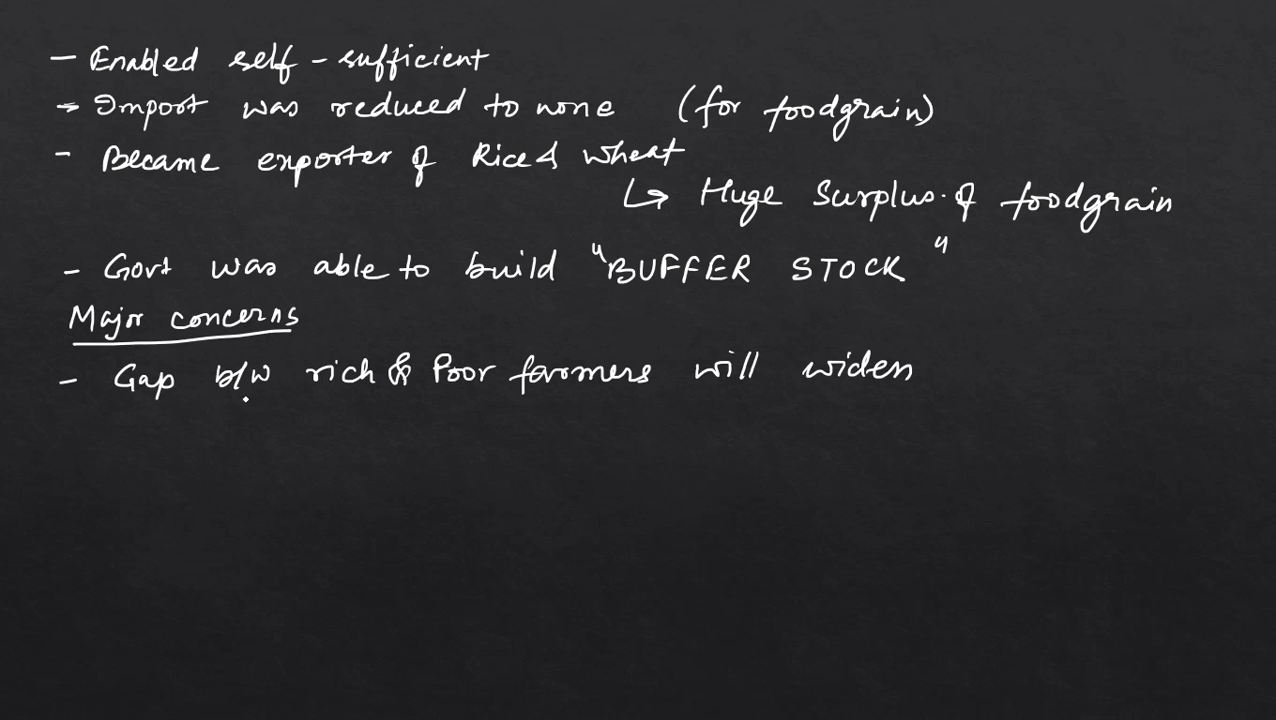 - Enabled self-sufficient
- Import was reduced to none (for foodgrain)
- Became exporter of Rice & wheat
↳ Huge Surplus of foodgrain
- Govt was able to build "BUFFER STOCK"
Major concerns
- Gap b/w rich & Poor farmers will widen